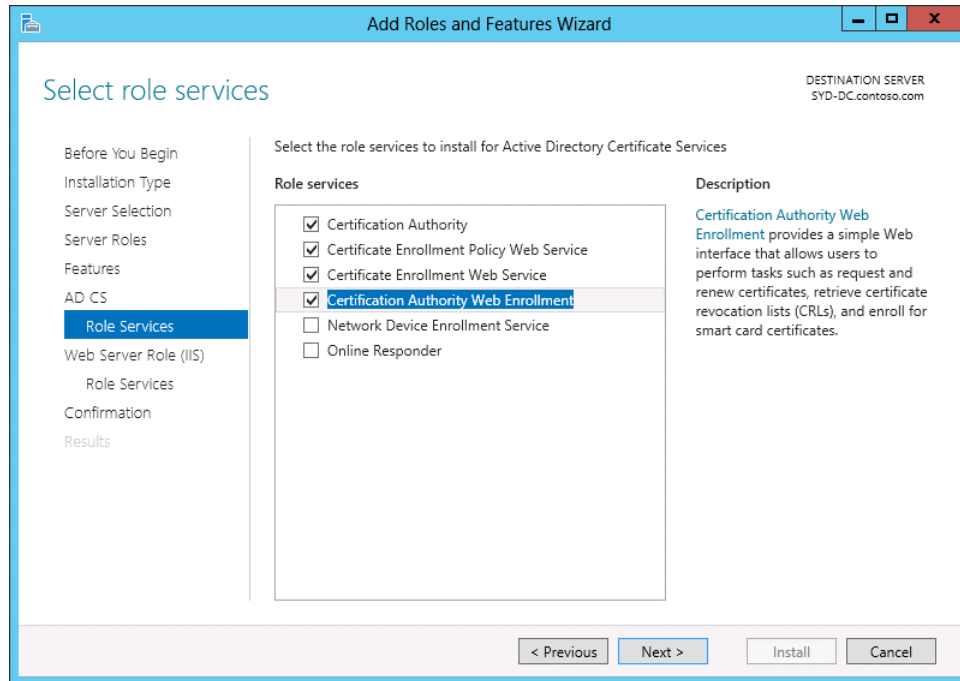 Add Roles and Features Wizard
Select role services
DESTINATION SERVER
SYD-DC.contoso.com
Before You Begin
Installation Type
Server Selection
Server Roles
Features
AD CS
Role Services
Web Server Role (IIS)
Role Services
Confirmation
Results
Select the role services to install for Active Directory Certificate Services
Role services
Certification Authority
Certificate Enrollment Policy Web Service
Certificate Enrollment Web Service
Certification Authority Web Enrollment
Network Device Enrollment Service
Online Responder
Description
Certification Authority Web
Enrollment provides a simple Web
interface that allows users to
perform tasks such as request and
renew certificates, retrieve certificate
revocation lists (CRLs), and enroll for
smart card certificates.
< Previous
Next >
Install
Cancel